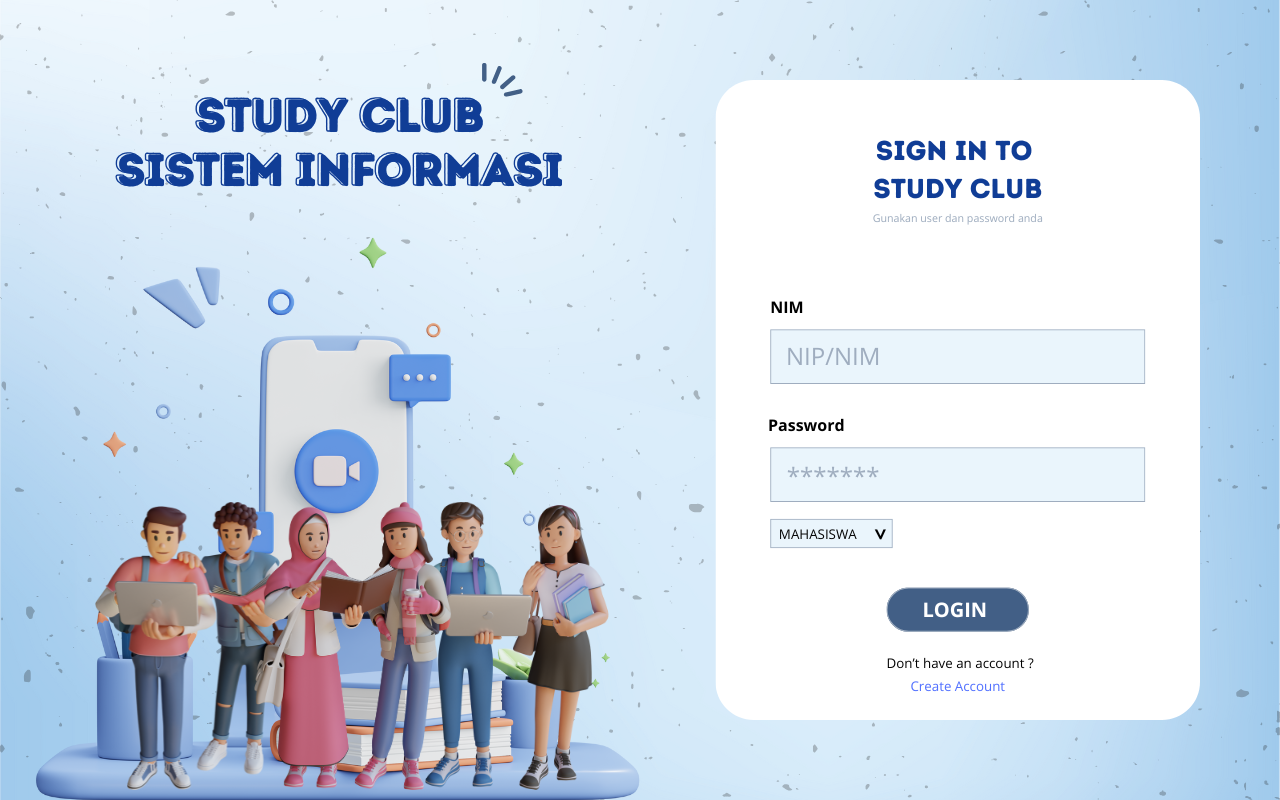 STUDY CLUB
SISTEM INFORMASI
SIGN IN TO
STUDY CLUB
Gunakan user dan password anda
NIM
NIP/NIM
Password
*******
MAHASISWA V
LOGIN
Don't have an account ?
Create Account